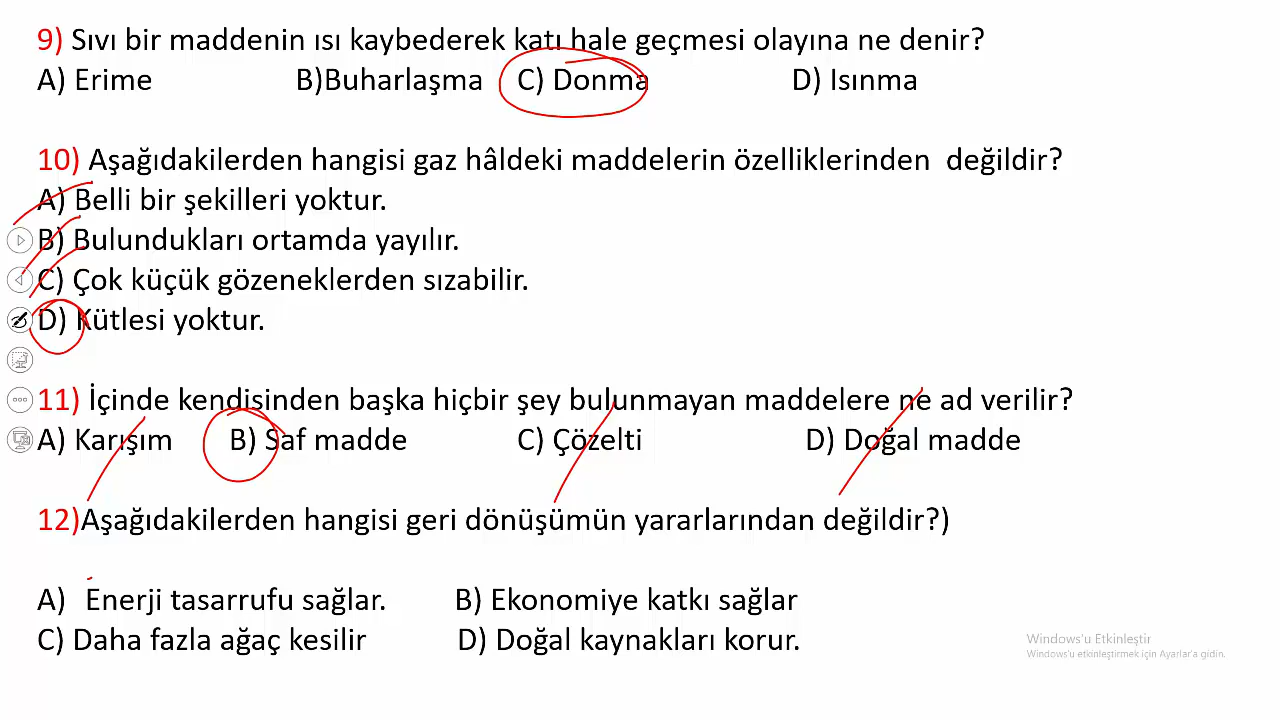 9) Sıvı bir maddenin ısı kaybederek katı hale geçmesi olayına ne denir?
A) Erime B)Buharlaşma C) Donma D) Isınma
10) Aşağıdakilerden hangisi gaz hâldeki maddelerin özelliklerinden değildir?
A) Belli bir şekilleri yoktur.
B) Bulundukları ortamda yayılır.
C) Çok küçük gözeneklerden sızabilir.
D) Kütlesi yoktur.
11) İçinde kendisinden başka hiçbir şey bulunmayan maddelere ne ad verilir?
A) Karışım B) Saf madde C) Çözelti D) Doğal madde
12)Aşağıdakilerden hangisi geri dönüşümün yararlarından değildir?)
A) Enerji tasarrufu sağlar. B) Ekonomiye katkı sağlar
C) Daha fazla ağaç kesilir D) Doğal kaynakları korur.
Windows'u Etkinleştir
Windows'u etkinleştirmek için Ayarlar'a gidin.